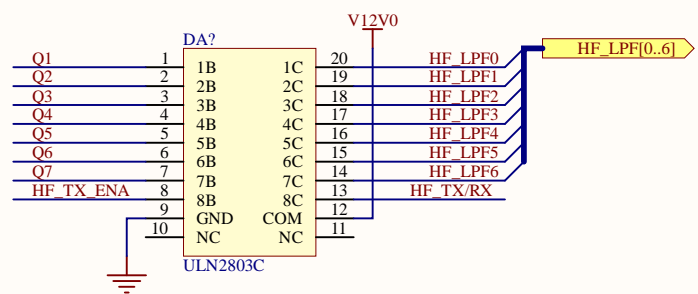 V12V0
DA?
HF_LPF[0..6]
Q1 1 1B 1C 20 HF_LPF0
Q2 2 2B 2C 19 HF_LPF1
Q3 3 3B 3C 18 HF_LPF2
Q4 4 4B 4C 17 HF_LPF3
Q5 5 5B 5C 16 HF_LPF4
Q6 6 6B 6C 15 HF_LPF5
Q7 7 7B 7C 14 HF_LPF6
HF_TX_ENA 8 8B 8C 13 HF_TX/RX
9 GND COM 12
10 NC NC 11
ULN2803C